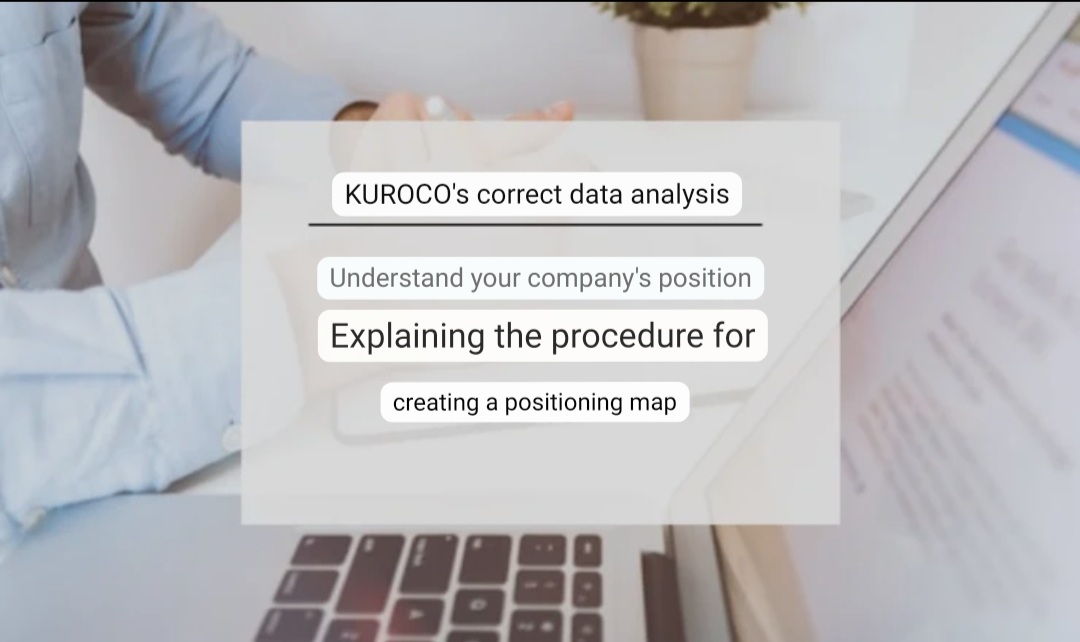 KUROCO's correct data analysis
Understand your company's position
Explaining the procedure for
creating a positioning map